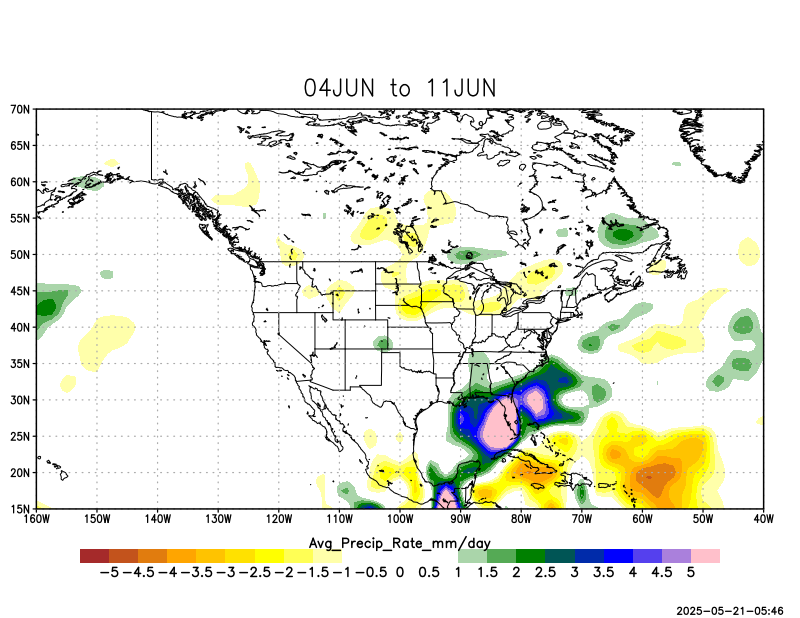 04JUN to 11JUN
70N
65N
60N
55N
50N
45N
40N
35N
30N
25N
20N
15N
160W 150W 140W 130W 120W 110W 100W 90W 80W 70W 60W 50W 40W
Avg_Precip_Rate_mm/day
-5 -4.5 -4 -3.5 -3 -2.5 -2 -1.5 -1 -0.5 0 0.5 1 1.5 2 2.5 3 3.5 4 4.5 5
2025-05-21-05:46